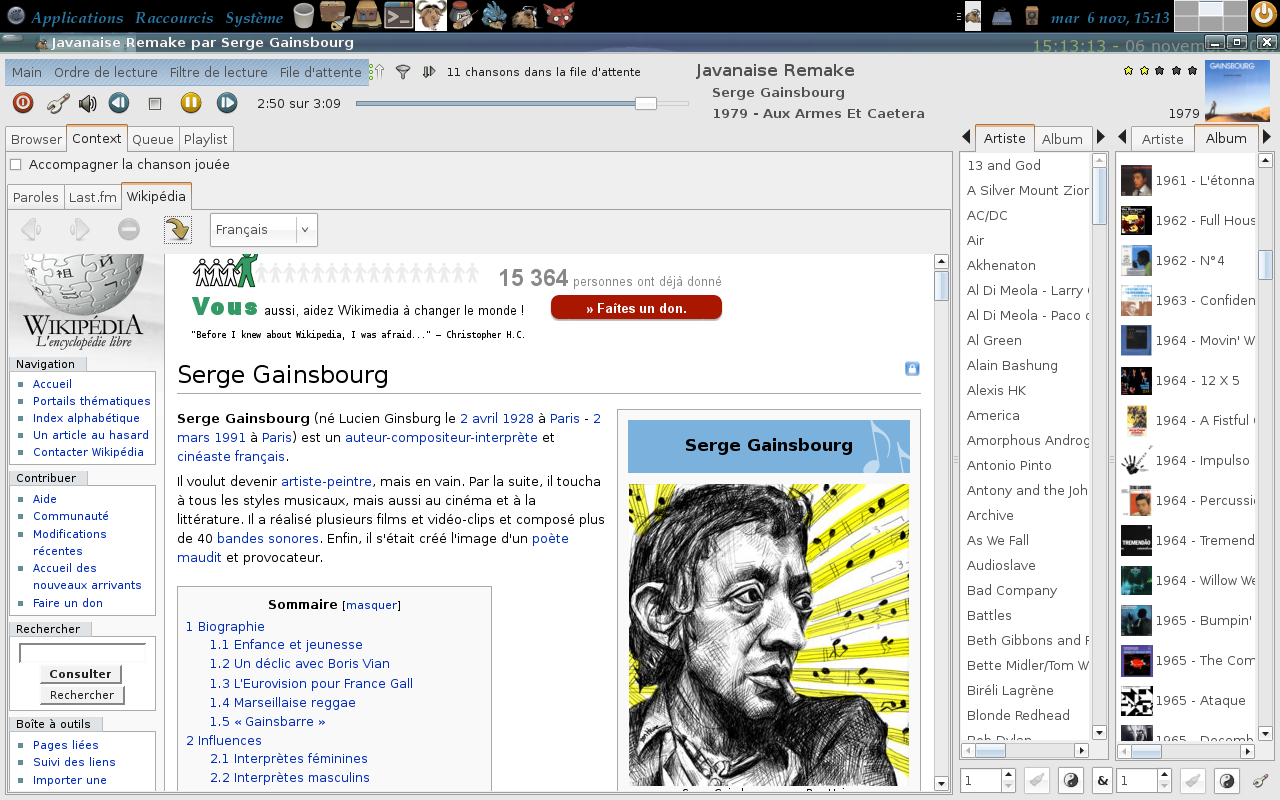 Applications Raccourcis Système
mar 6 nov, 15:13
Javanaise Remake par Serge Gainsbourg
15:13:13 - 06 novembre
Main Ordre de lecture Filtre de lecture File d'attente
11 chansons dans la file d'attente
Javanaise Remake
Serge Gainsbourg
1979 - Aux Armes Et Caetera
GAINSBOURG
1979
2:50 sur 3:09
Browser Context Queue Playlist
Accompagner la chanson jouée
Paroles Last.fm Wikipédia
Français
WIKIPÉDIA
L'encyclopédie libre
Navigation
Accueil
Portails thématiques
Index alphabétique
Un article au hasard
Contacter Wikipédia
Contribuer
Aide
Communauté
Modifications
récentes
Accueil des
nouveaux arrivants
Faire un don
Rechercher
Consulter
Rechercher
Boîte à outils
Pages liées
Suivi des liens
Importer une
15 364 personnes ont déjà donné
Vous aussi, aidez Wikimedia à changer le monde !
» Faites un don.
"Before I knew about Wikipedia, I was afraid..." — Christopher H.C.
Serge Gainsbourg
Serge Gainsbourg (né Lucien Ginsburg le 2 avril 1928 à Paris - 2
mars 1991 à Paris) est un auteur-compositeur-interprète et
cinéaste français.
Il voulut devenir artiste-peintre, mais en vain. Par la suite, il toucha
à tous les styles musicaux, mais aussi au cinéma et à la
littérature. Il a réalisé plusieurs films et vidéo-clips et composé plus
de 40 bandes sonores. Enfin, il s'était créé l'image d'un poète
maudit et provocateur.
Sommaire [masquer]
1 Biographie
1.1 Enfance et jeunesse
1.2 Un déclic avec Boris Vian
1.3 L'Eurovision pour France Gall
1.4 Marseillaise reggae
1.5 « Gainsbarre »
2 Influences
2.1 Interprètes féminines
2.2 Interprètes masculins
Serge Gainsbourg
Artiste Album
13 and God
A Silver Mount Zion
AC/DC
Air
Akhenaton
Al Di Meola - Larry
Al Di Meola - Paco
Al Green
Alain Bashung
Alexis HK
America
Amorphous Androg
Antonio Pinto
Antony and the Joh
Archive
As We Fall
Audioslave
Bad Company
Battles
Beth Gibbons and
Bette Midler/Tom W
Biréli Lagrène
Blonde Redhead
Bob Dylan
1
&
Artiste Album
1961 - L'étonna
1962 - Full Hous
1962 - N°4
1963 - Confiden
1964 - Movin' W
1964 - 12 X 5
1964 - A Fistful
1964 - Impulso
1964 - Percussi
1964 - Tremend
1964 - Willow We
1965 - Bumpin'
1965 - The Com
1965 - Ataque
1965 - Decemb
1